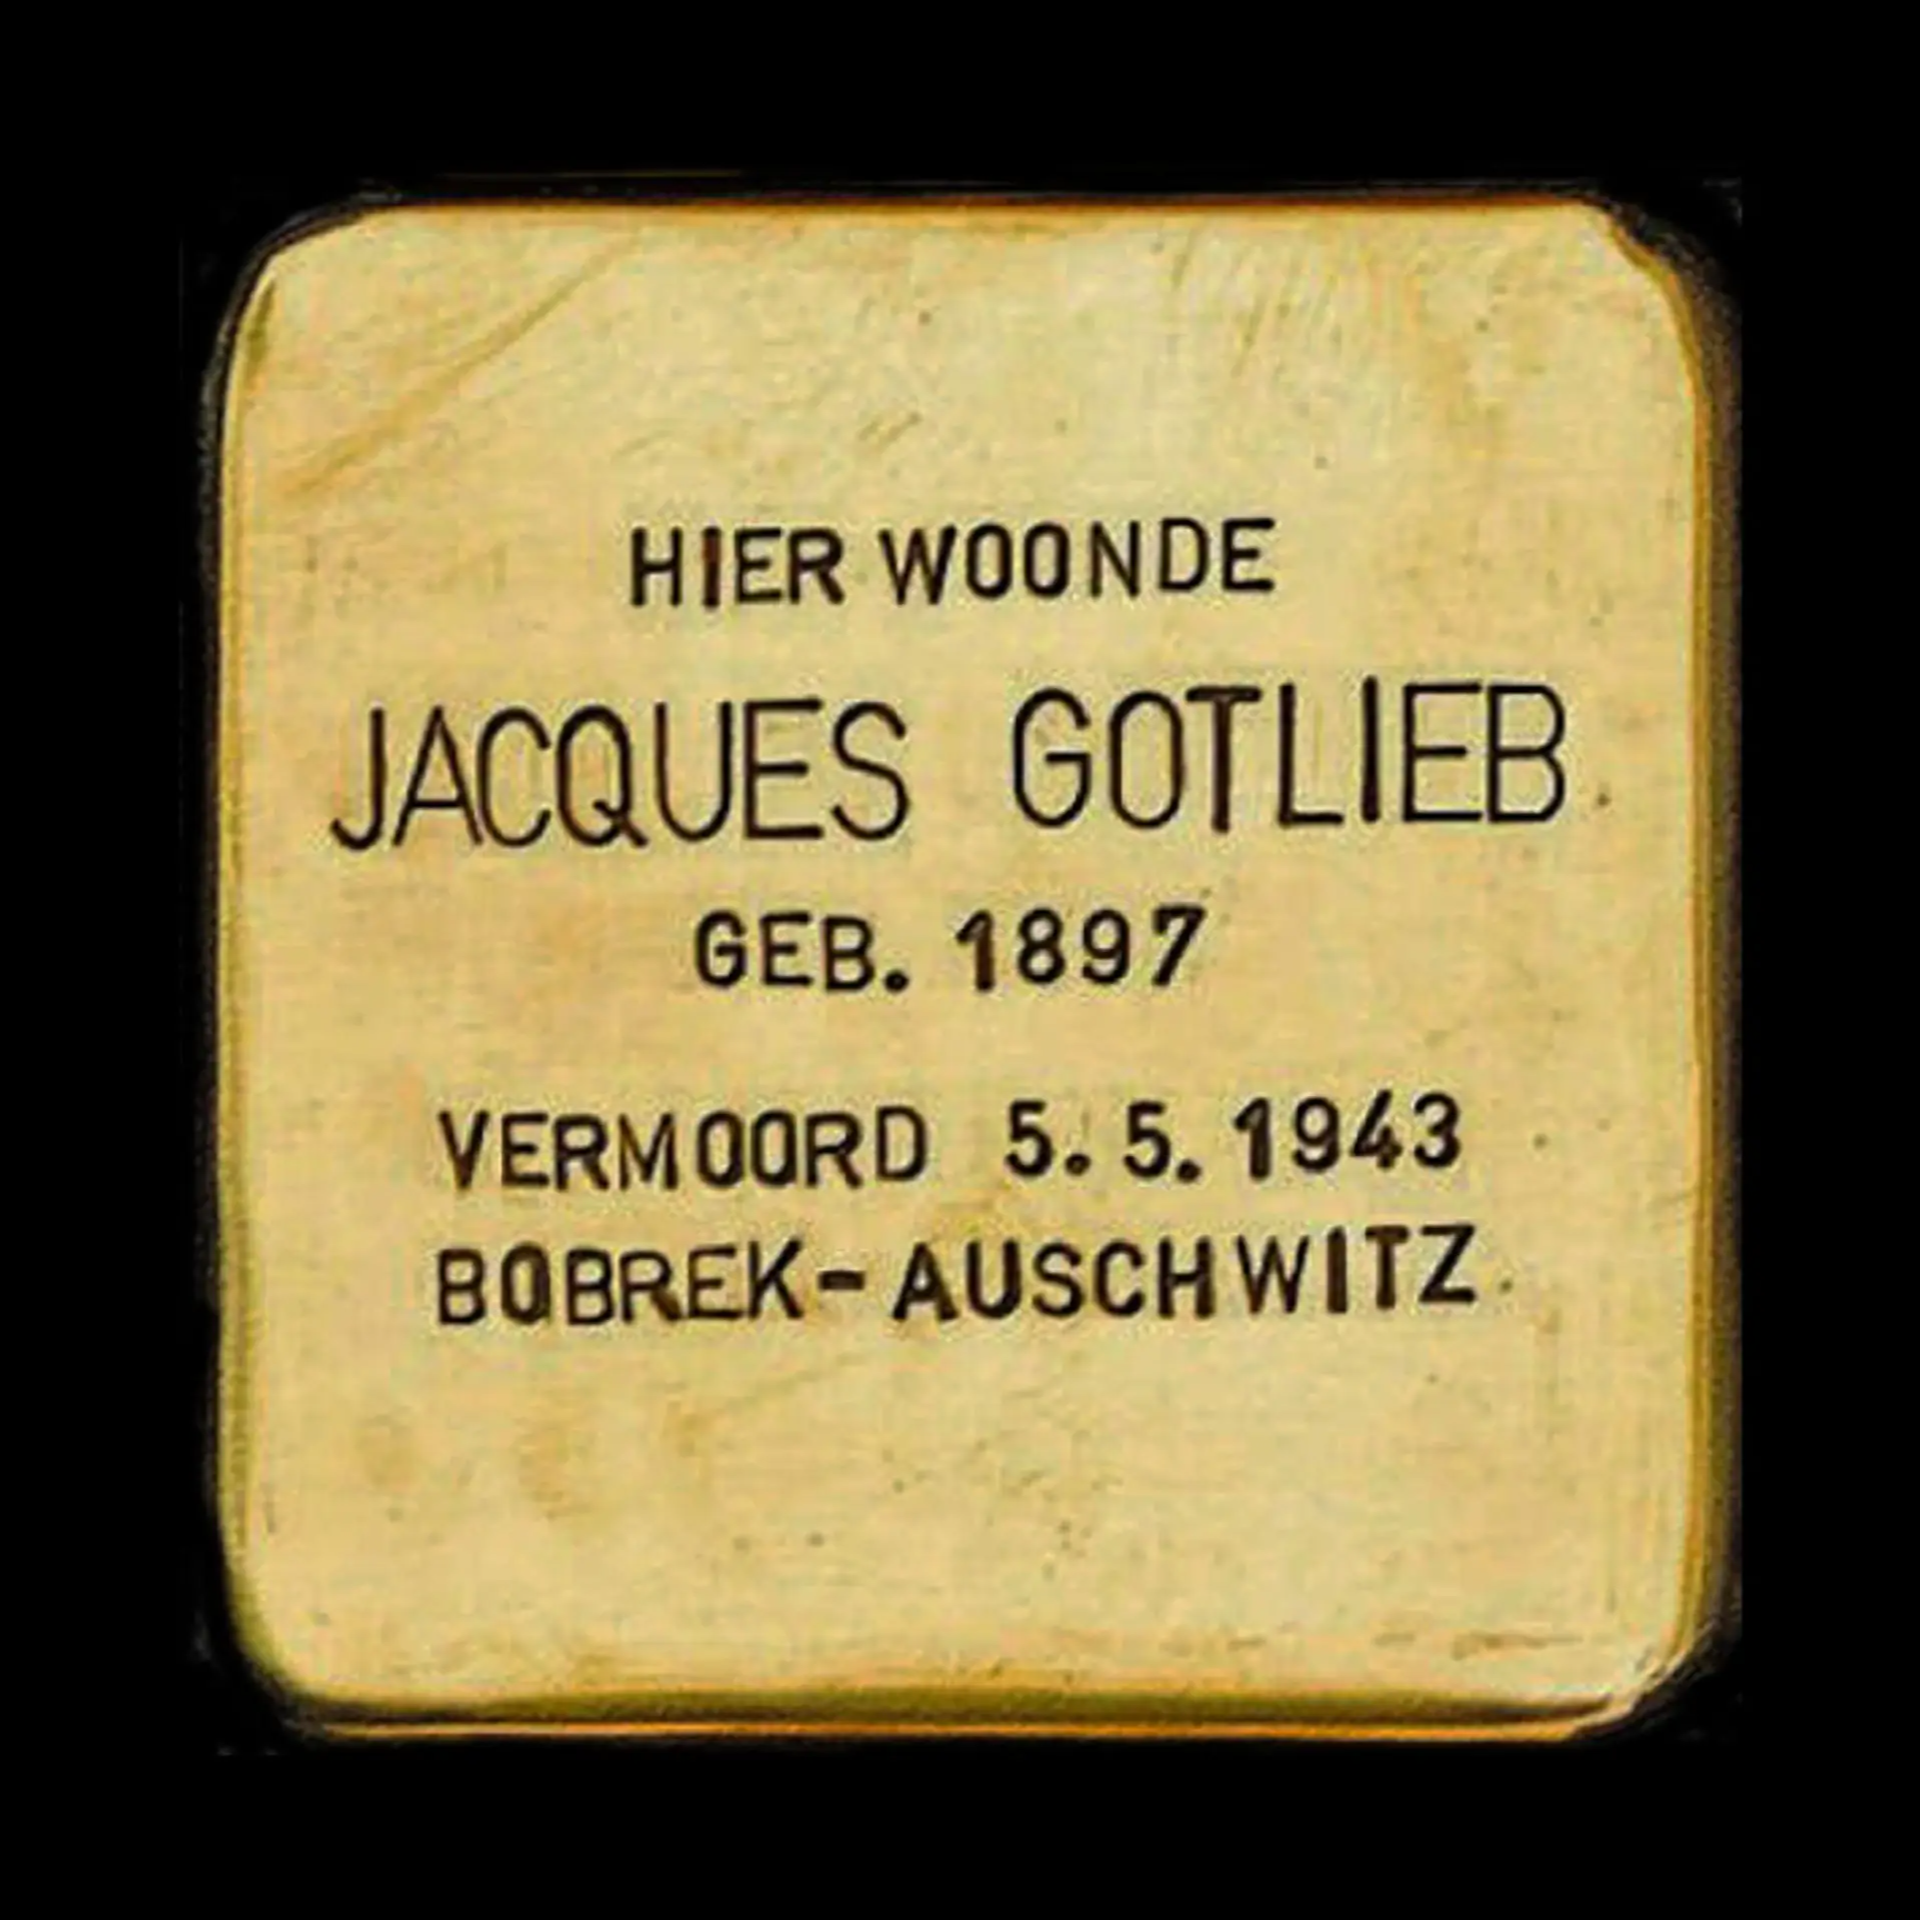 HIER WOONDE
JACQUES GOTLIEB
GEB. 1897
VERMOORD 5.5.1943
BOBREK-AUSCHWITZ